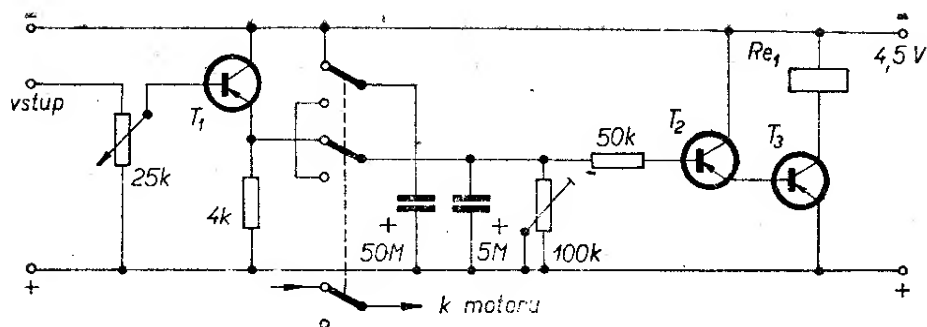 -
-
Re1
4,5 V
vstup
T1
T2
T3
50k
25k
4k
+
50M
+
5M
100k
+
+
k motoru